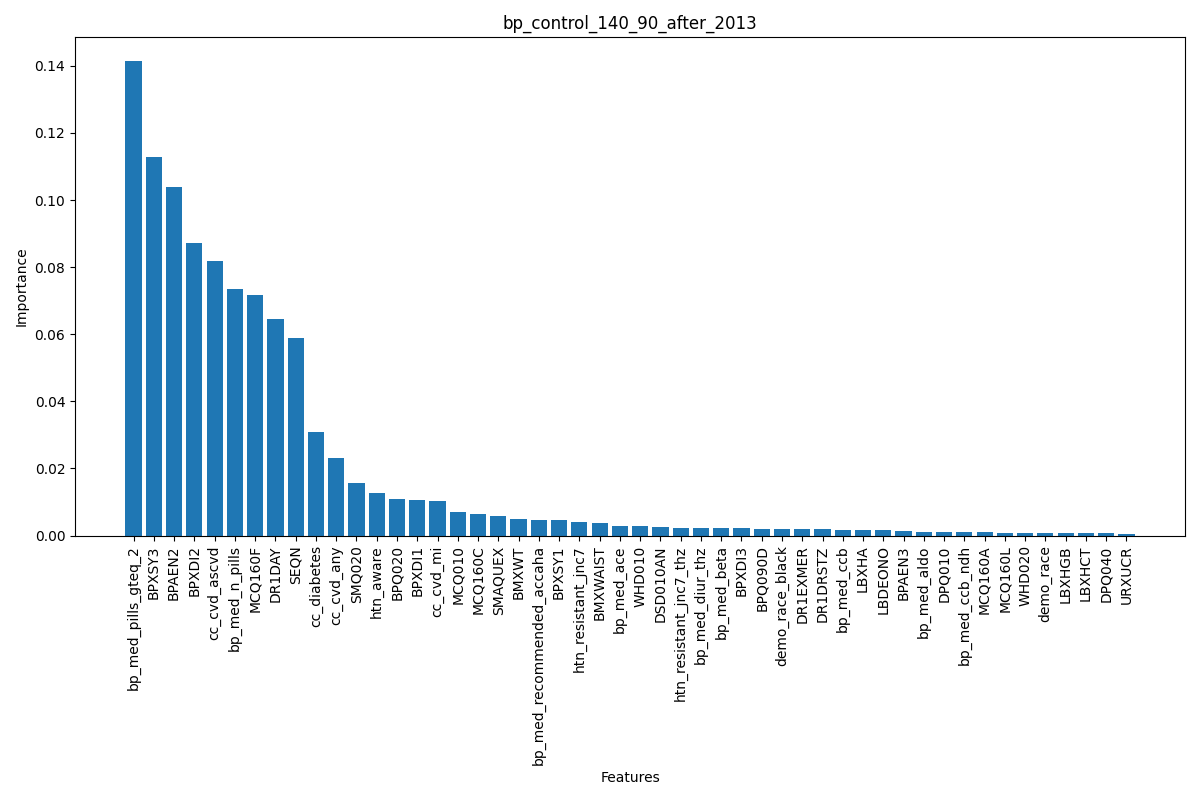 bp_control_140_90_after_2013
Importance
0.14
0.12
0.10
0.08
0.06
0.04
0.02
0.00
bp_med_pills_gteq_2
BPXSY3
BPAEN2
BPXDI2
cc_cvd_ascvd
bp_med_n_pills
MCQ160F
DR1DAY
SEQN
cc_diabetes
cc_cvd_any
SMQ020
htn_aware
BPQ020
BPXDI1
cc_cvd_mi
MCQ010
MCQ160C
SMAQUEX
BMXWT
bp_med_recommended_accaha
BPXSY1
htn_resistant_jnc7
BMXWAIST
bp_med_ace
WHD010
DSD010AN
htn_resistant_jnc7_thz
bp_med_diur_thz
bp_med_beta
BPXDI3
BPQ090D
demo_race_black
DR1EXMER
DR1DRSTZ
bp_med_ccb
LBXHA
LBDEONO
BPAEN3
bp_med_aldo
DPQ010
bp_med_ccb_ndh
MCQ160A
MCQ160L
WHD020
demo_race
LBXHGB
LBXHCT
DPQ040
URXUCR
Features